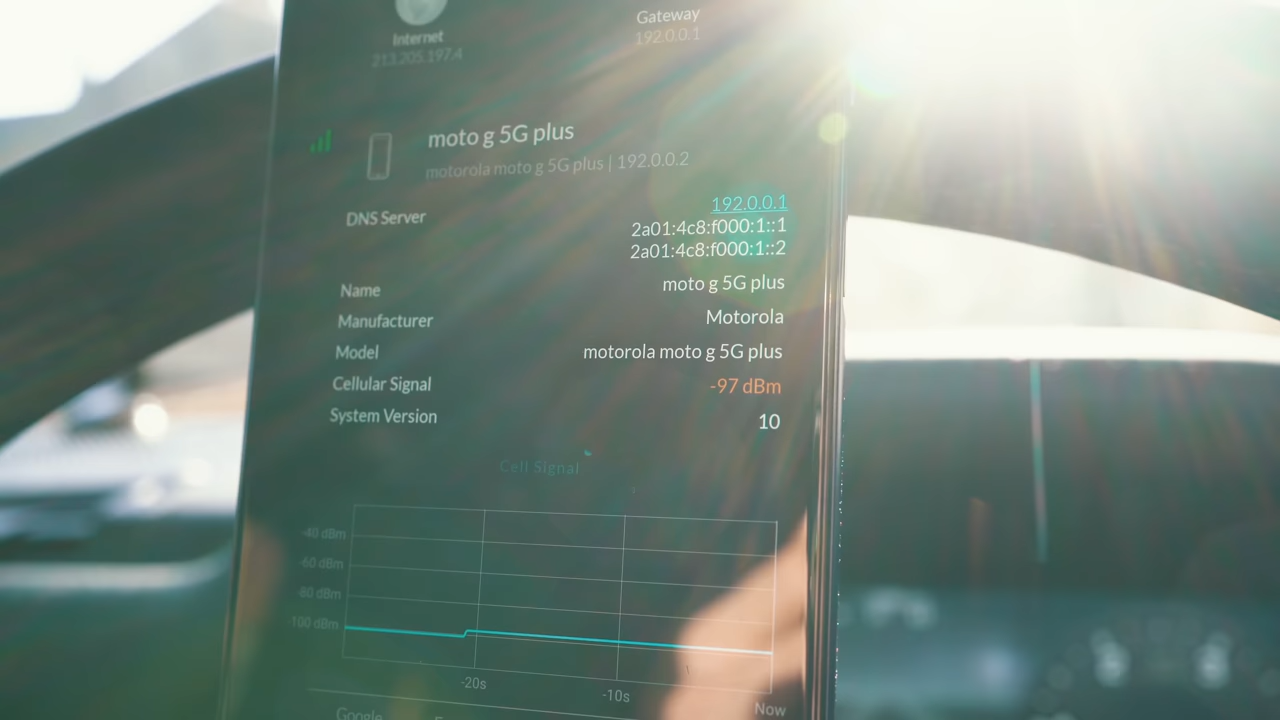 Internet
213.205.197.4
Gateway
192.0.0.1
moto g 5G plus
motorola moto g 5G plus | 192.0.0.2
DNS Server 192.0.0.1
2a01:4c8:f000:1::1
2a01:4c8:f000:1::2
Name moto g 5G plus
Manufacturer Motorola
Model motorola moto g 5G plus
Cellular Signal -97 dBm
System Version 10
Cell Signal
-40 dBm
-60 dBm
-80 dBm
-100 dBm
-20s -10s Now
Google